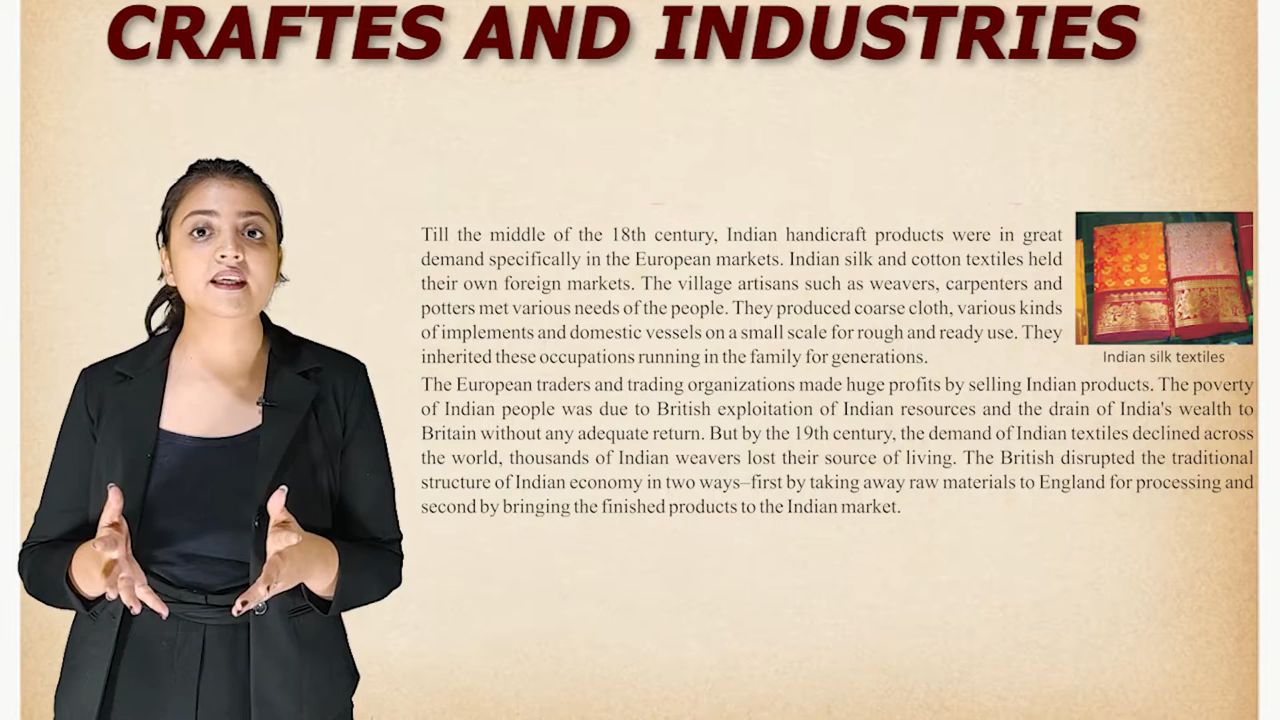 CRAFTES AND INDUSTRIES
Till the middle of the 18th century, Indian handicraft products were in great
demand specifically in the European markets. Indian silk and cotton textiles held
their own foreign markets. The village artisans such as weavers, carpenters and
potters met various needs of the people. They produced coarse cloth, various kinds
of implements and domestic vessels on a small scale for rough and ready use. They
inherited these occupations running in the family for generations.
Indian silk textiles
The European traders and trading organizations made huge profits by selling Indian products. The poverty
of Indian people was due to British exploitation of Indian resources and the drain of India's wealth to
Britain without any adequate return. But by the 19th century, the demand of Indian textiles declined across
the world, thousands of Indian weavers lost their source of living. The British disrupted the traditional
structure of Indian economy in two ways–first by taking away raw materials to England for processing and
second by bringing the finished products to the Indian market.